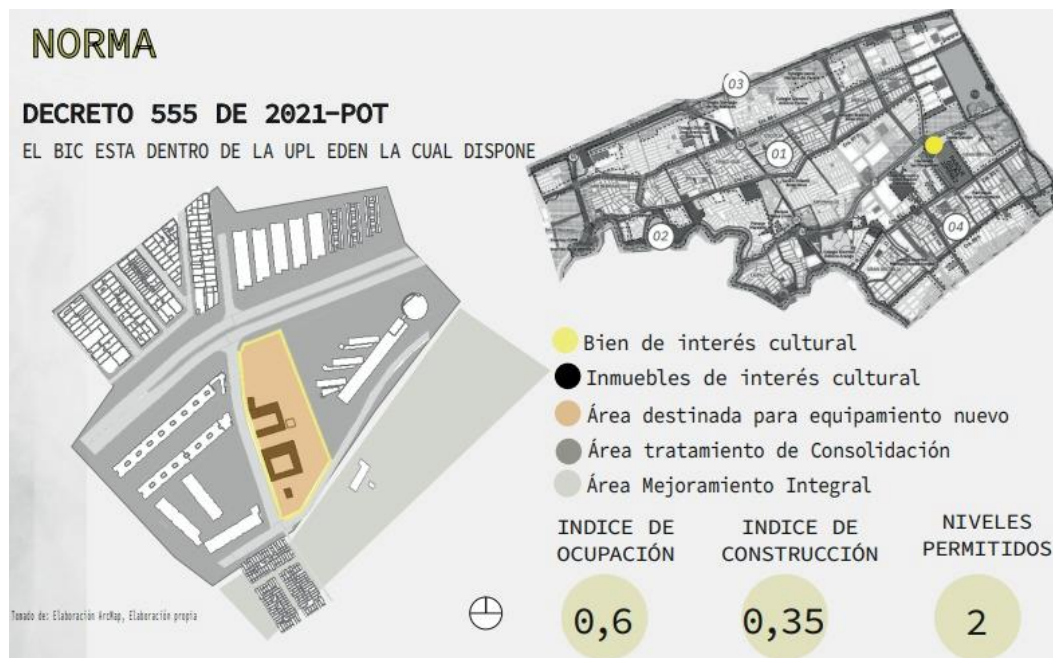 NORMA
DECRETO 555 DE 2021-POT
EL BIC ESTA DENTRO DE LA UPL EDEN LA CUAL DISPONE
03
01
02
04
Bien de interés cultural
Inmuebles de interés cultural
Área destinada para equipamiento nuevo
Área tratamiento de Consolidación
Área Mejoramiento Integral
INDICE DE
OCUPACIÓN
0,6
INDICE DE
CONSTRUCCIÓN
0,35
NIVELES
PERMITIDOS
2
Tomado de: Elaboración ArcMap, Elaboración propia